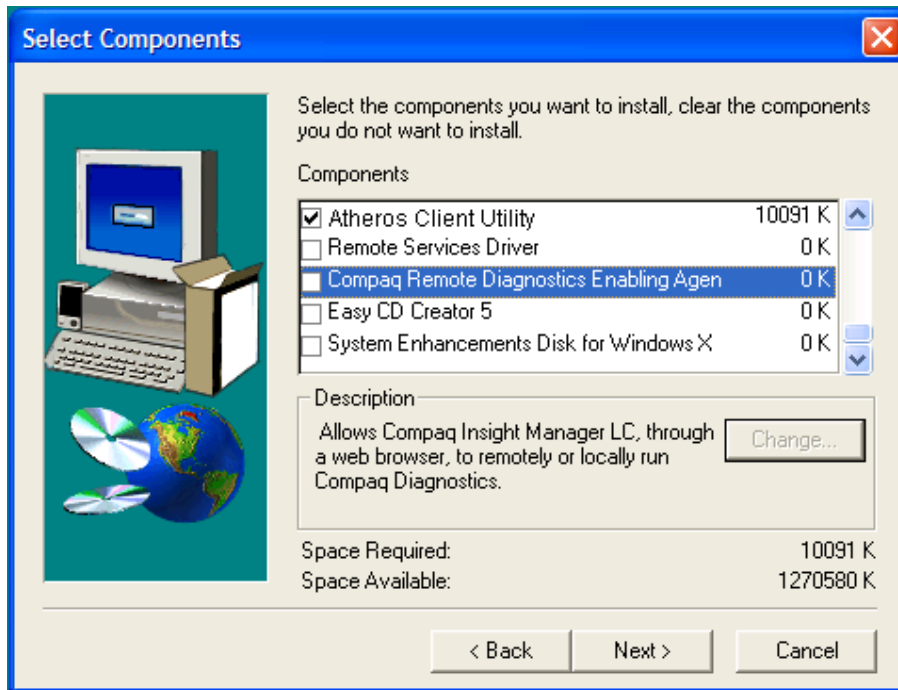 Select Components
Select the components you want to install, clear the components
you do not want to install.
Components
Atheros Client Utility 10091 K
Remote Services Driver 0 K
Compaq Remote Diagnostics Enabling Agen 0 K
Easy CD Creator 5 0 K
System Enhancements Disk for Windows X 0 K
Description
Allows Compaq Insight Manager LC, through
a web browser, to remotely or locally run
Compaq Diagnostics.
Change...
Space Required: 10091 K
Space Available: 1270580 K
< Back Next > Cancel